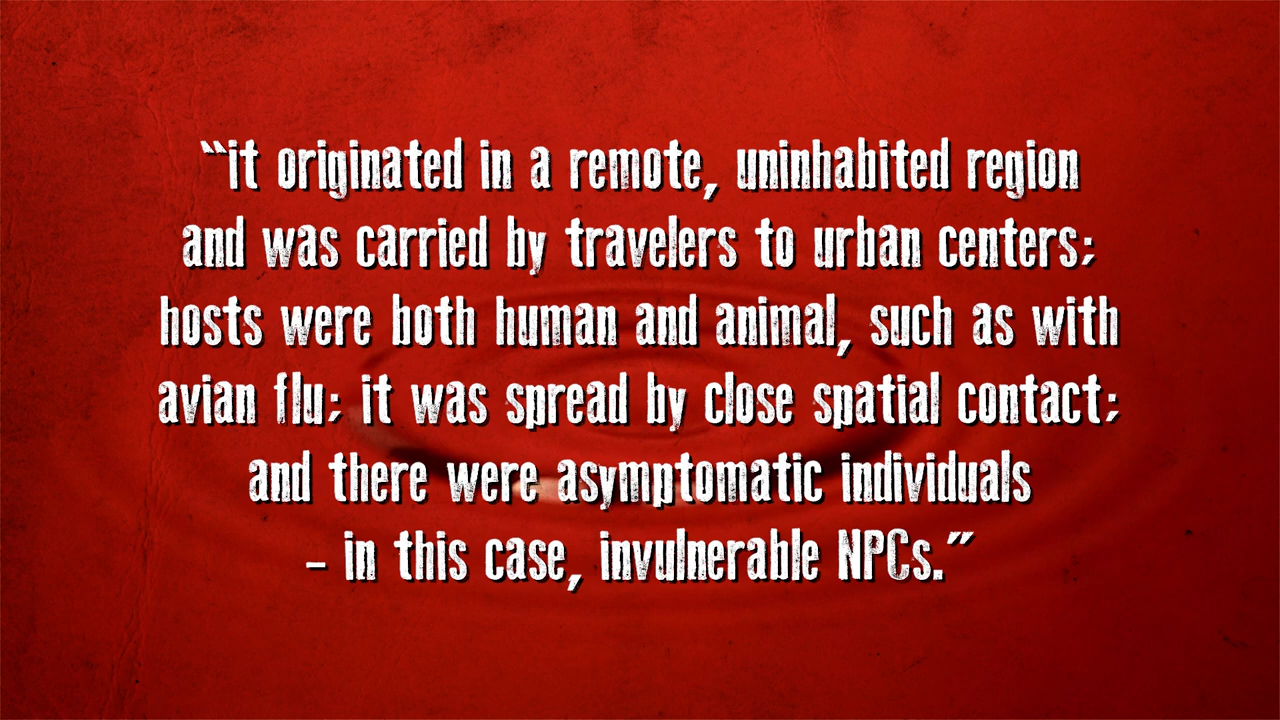 “it originated in a remote, uninhabited region
and was carried by travelers to urban centers;
hosts were both human and animal, such as with
avian flu; it was spread by close spatial contact;
and there were asymptomatic individuals
– in this case, invulnerable NPCs.”